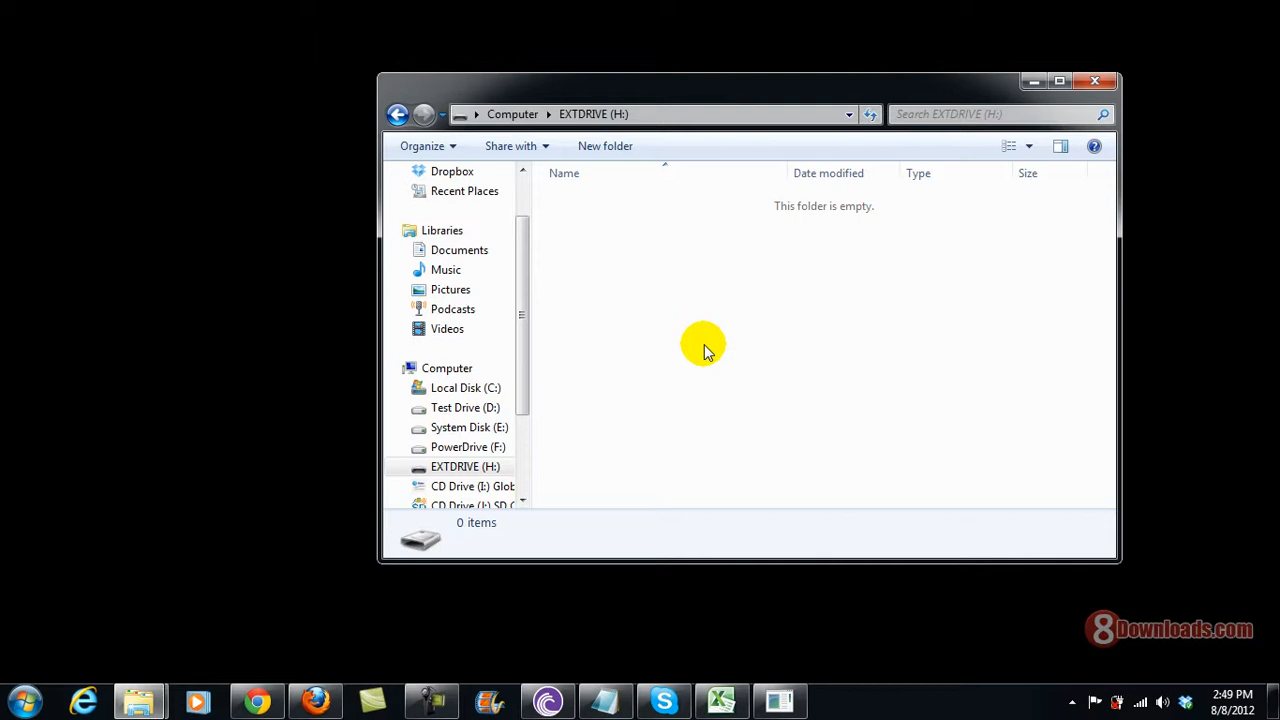 Computer EXTDRIVE (H:)
Search EXTDRIVE (H:)
Organize Share with New folder
Dropbox
Recent Places
Libraries
Documents
Music
Pictures
Podcasts
Videos
Computer
Local Disk (C:)
Test Drive (D:)
System Disk (E:)
PowerDrive (F:)
EXTDRIVE (H:)
CD Drive (I:) Glob
Name Date modified Type Size
This folder is empty.
0 items
8Downloads.com
2:49 PM
8/8/2012